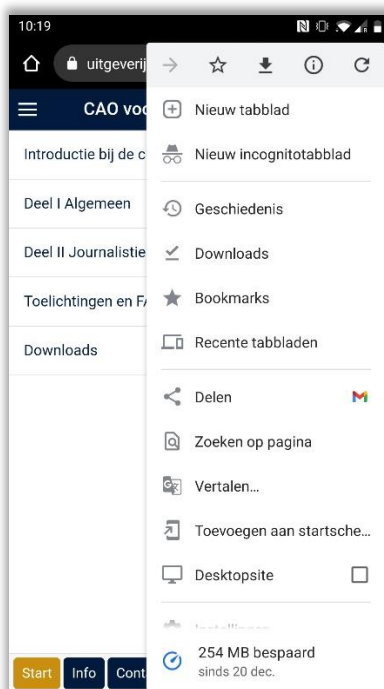 10:19
uitgeverij
CAO voo
Nieuw tabblad
Introductie bij de c
Nieuw incognitotabblad
Deel I Algemeen
Geschiedenis
Deel II Journalistie
Downloads
Toelichtingen en FA
Bookmarks
Downloads
Recente tabbladen
Delen
Zoeken op pagina
Vertalen...
Toevoegen aan startsche...
Desktopsite
Instellingen
254 MB bespaard
sinds 20 dec.
Start
Info
Cont